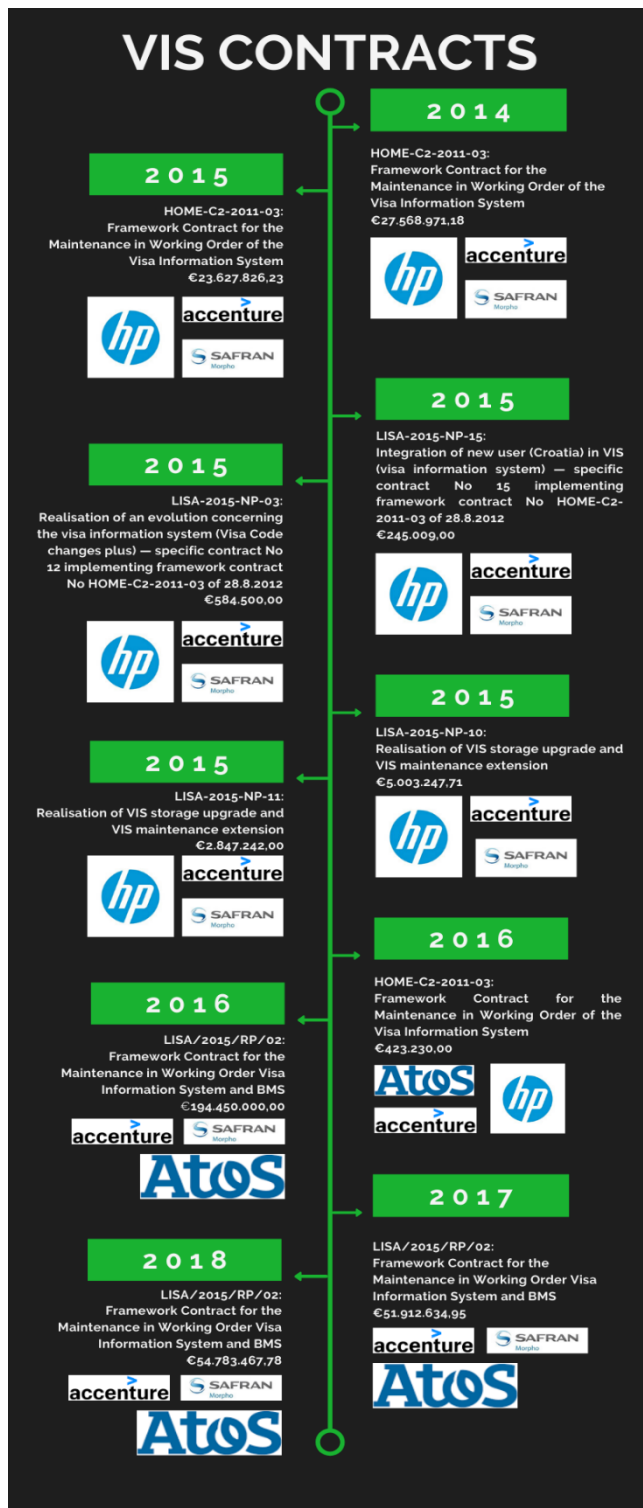 VIS CONTRACTS
2014
HOME-C2-2011-03:
Framework Contract for the
Maintenance in Working Order of the
Visa Information System
€27.568.971,18
hp
accenture
SAFRAN
Morpho
2015
HOME-C2-2011-03:
Framework Contract for the
Maintenance in Working Order of the
Visa Information System
€23.627.826,23
hp
accenture
SAFRAN
Morpho
2015
LISA-2015-NP-15:
Integration of new user (Croatia) in VIS
(visa information system) — specific
contract No 15 implementing
framework contract No HOME-C2-
2011-03 of 28.8.2012
€245.009,00
hp
accenture
SAFRAN
Morpho
2015
LISA-2015-NP-03:
Realisation of an evolution concerning
the visa information system (Visa Code
changes plus) — specific contract No
12 implementing framework contract
No HOME-C2-2011-03 of 28.8.2012
€584.500,00
hp
accenture
SAFRAN
Morpho
2015
LISA-2015-NP-10:
Realisation of VIS storage upgrade and
VIS maintenance extension
€5.003.247,71
hp
accenture
SAFRAN
Morpho
2015
LISA-2015-NP-11:
Realisation of VIS storage upgrade and
VIS maintenance extension
€2.847.242,00
hp
accenture
SAFRAN
Morpho
2016
HOME-C2-2011-03:
Framework Contract for the
Maintenance in Working Order of the
Visa Information System
€423.230,00
Atos
accenture
hp
2016
LISA/2015/RP/02:
Framework Contract for the
Maintenance in Working Order Visa
Information System and BMS
€194.450.000,00
accenture
SAFRAN
Morpho
Atos
2017
LISA/2015/RP/02:
Framework Contract for the
Maintenance in Working Order Visa
Information System and BMS
€51.912.634,95
accenture
SAFRAN
Morpho
Atos
2018
LISA/2015/RP/02:
Framework Contract for the
Maintenance in Working Order Visa
Information System and BMS
€54.783.467,78
accenture
SAFRAN
Morpho
Atos